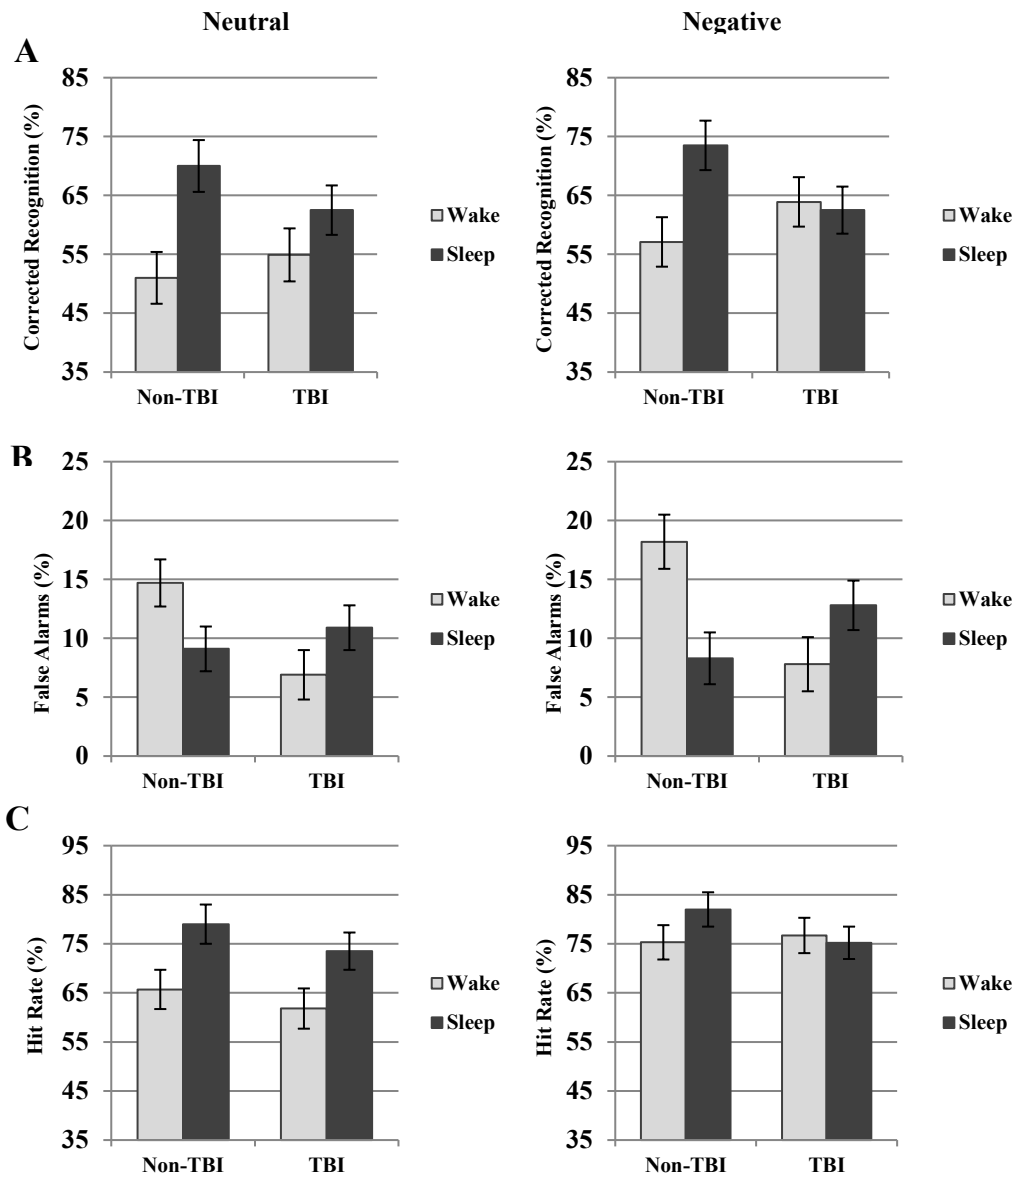 Neutral
Negative
A
Corrected Recognition (%)
85
75
65
55
45
35
Non-TBI
TBI
Wake
Sleep
Corrected Recognition (%)
85
75
65
55
45
35
Non-TBI
TBI
Wake
Sleep
B
False Alarms (%)
25
20
15
10
5
0
Non-TBI
TBI
Wake
Sleep
False Alarms (%)
25
20
15
10
5
0
Non-TBI
TBI
Wake
Sleep
C
Hit Rate (%)
95
85
75
65
55
45
35
Non-TBI
TBI
Wake
Sleep
Hit Rate (%)
95
85
75
65
55
45
35
Non-TBI
TBI
Wake
Sleep